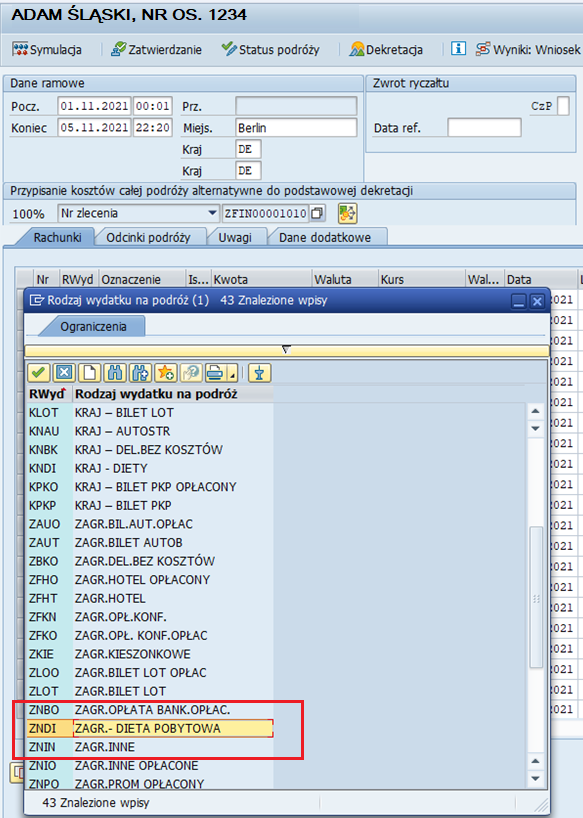 ADAM ŚLĄSKI, NR OS. 1234
Symulacja Zatwierdzanie Status podróży Dekretacja Wyniki: Wniosek
Dane ramowe Zwrot ryczałtu
Pocz. 01.11.2021 00:01 Prz. CzP
Koniec 05.11.2021 22:20 Miejs. Berlin Data ref.
Kraj DE
Kraj DE
Przypisanie kosztów całej podróży alternatywne do podstawowej dekretacji
100% Nr zlecenia ZFIN00001010
Rachunki Odcinki podróży Uwagi Dane dodatkowe
Nr RWyd Oznaczenie Is... Kwota Waluta Kurs Wal... Data
Rodzaj wydatku na podróż (1) 43 Znalezione wpisy
Ograniczenia
RWyd Rodzaj wydatku na podróż
KLOT KRAJ – BILET LOT
KNAU KRAJ – AUTOSTR
KNBK KRAJ – DEL.BEZ KOSZTÓW
KNDI KRAJ - DIETY
KPKO KRAJ – BILET PKP OPŁACONY
KPKP KRAJ – BILET PKP
ZAUO ZAGR.BIL.AUT.OPŁAC
ZAUT ZAGR.BILET AUTOB
ZBKO ZAGR.DEL.BEZ KOSZTÓW
ZFHO ZAGR.HOTEL OPŁACONY
ZFHT ZAGR.HOTEL
ZFKN ZAGR.OPŁ.KONF.
ZFKO ZAGR.OPŁ. KONF.OPŁAC
ZKIE ZAGR.KIESZONKOWE
ZLOO ZAGR.BILET LOT OPŁAC
ZLOT ZAGR.BILET LOT
ZNBO ZAGR.OPŁATA BANK.OPŁAC.
ZNDI ZAGR.- DIETA POBYTOWA
ZNIN ZAGR.INNE
ZNIO ZAGR.INNE OPŁACONE
ZNPO ZAGR.PROM OPŁACONY
43 Znalezione wpisy